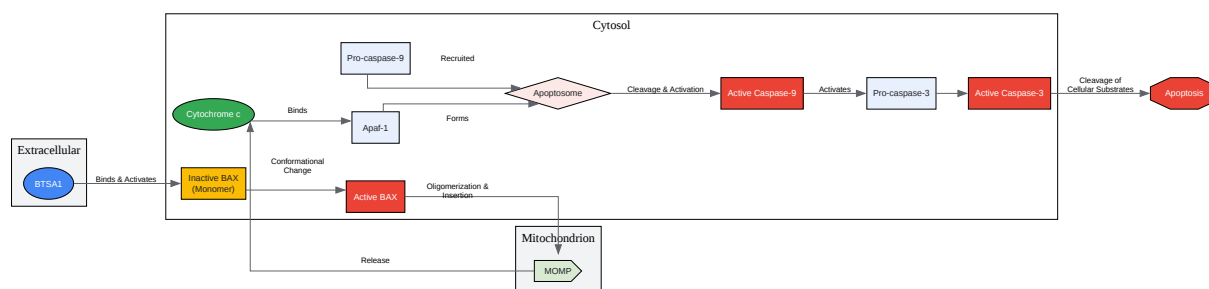 Cytosol
Pro-caspase-9
Recruited
Cleavage of
Cellular Substrates
Apoptosome
Cleavage & Activation
Active Caspase-9
Activates
Pro-caspase-3
Active Caspase-3
Apoptosis
Cytochrome c
Binds
Apaf-1
Forms
Extracellular
BTSA1
Binds & Activates
Inactive BAX
(Monomer)
Conformational
Change
Active BAX
Oligomerization &
Insertion
Mitochondrion
MOMP
Release